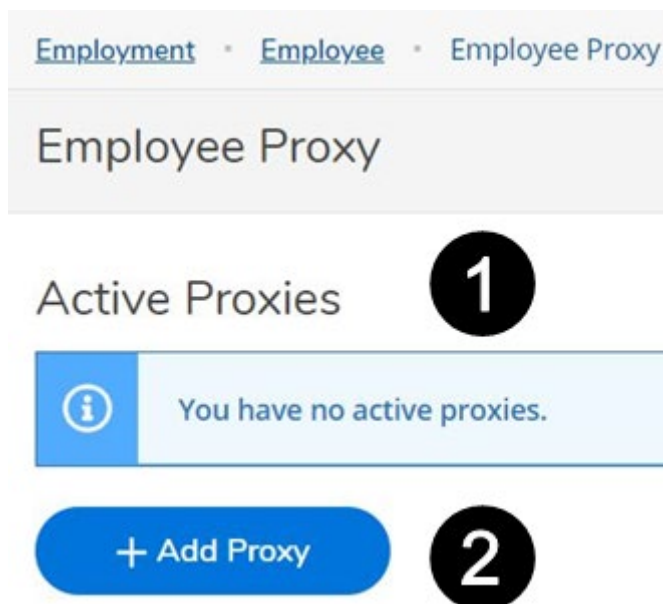 Employment • Employee • Employee Proxy
Employee Proxy
Active Proxies
1
You have no active proxies.
+ Add Proxy
2